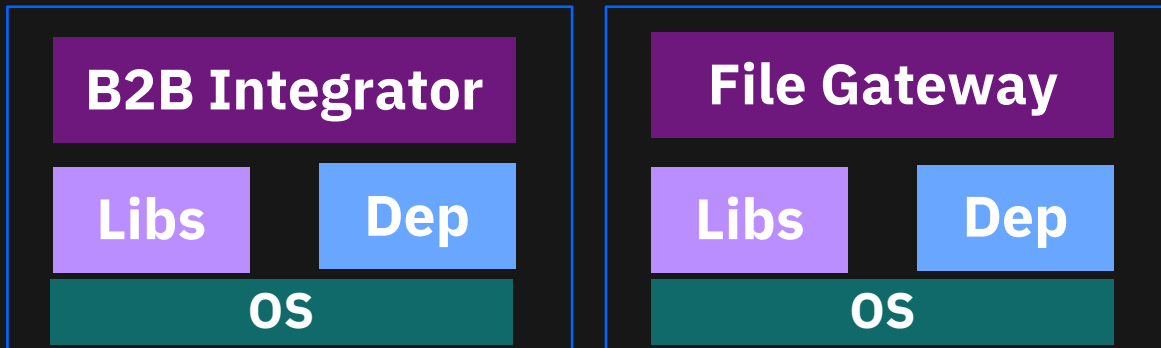 B2B Integrator
Libs
Dep
OS
File Gateway
Libs
Dep
OS